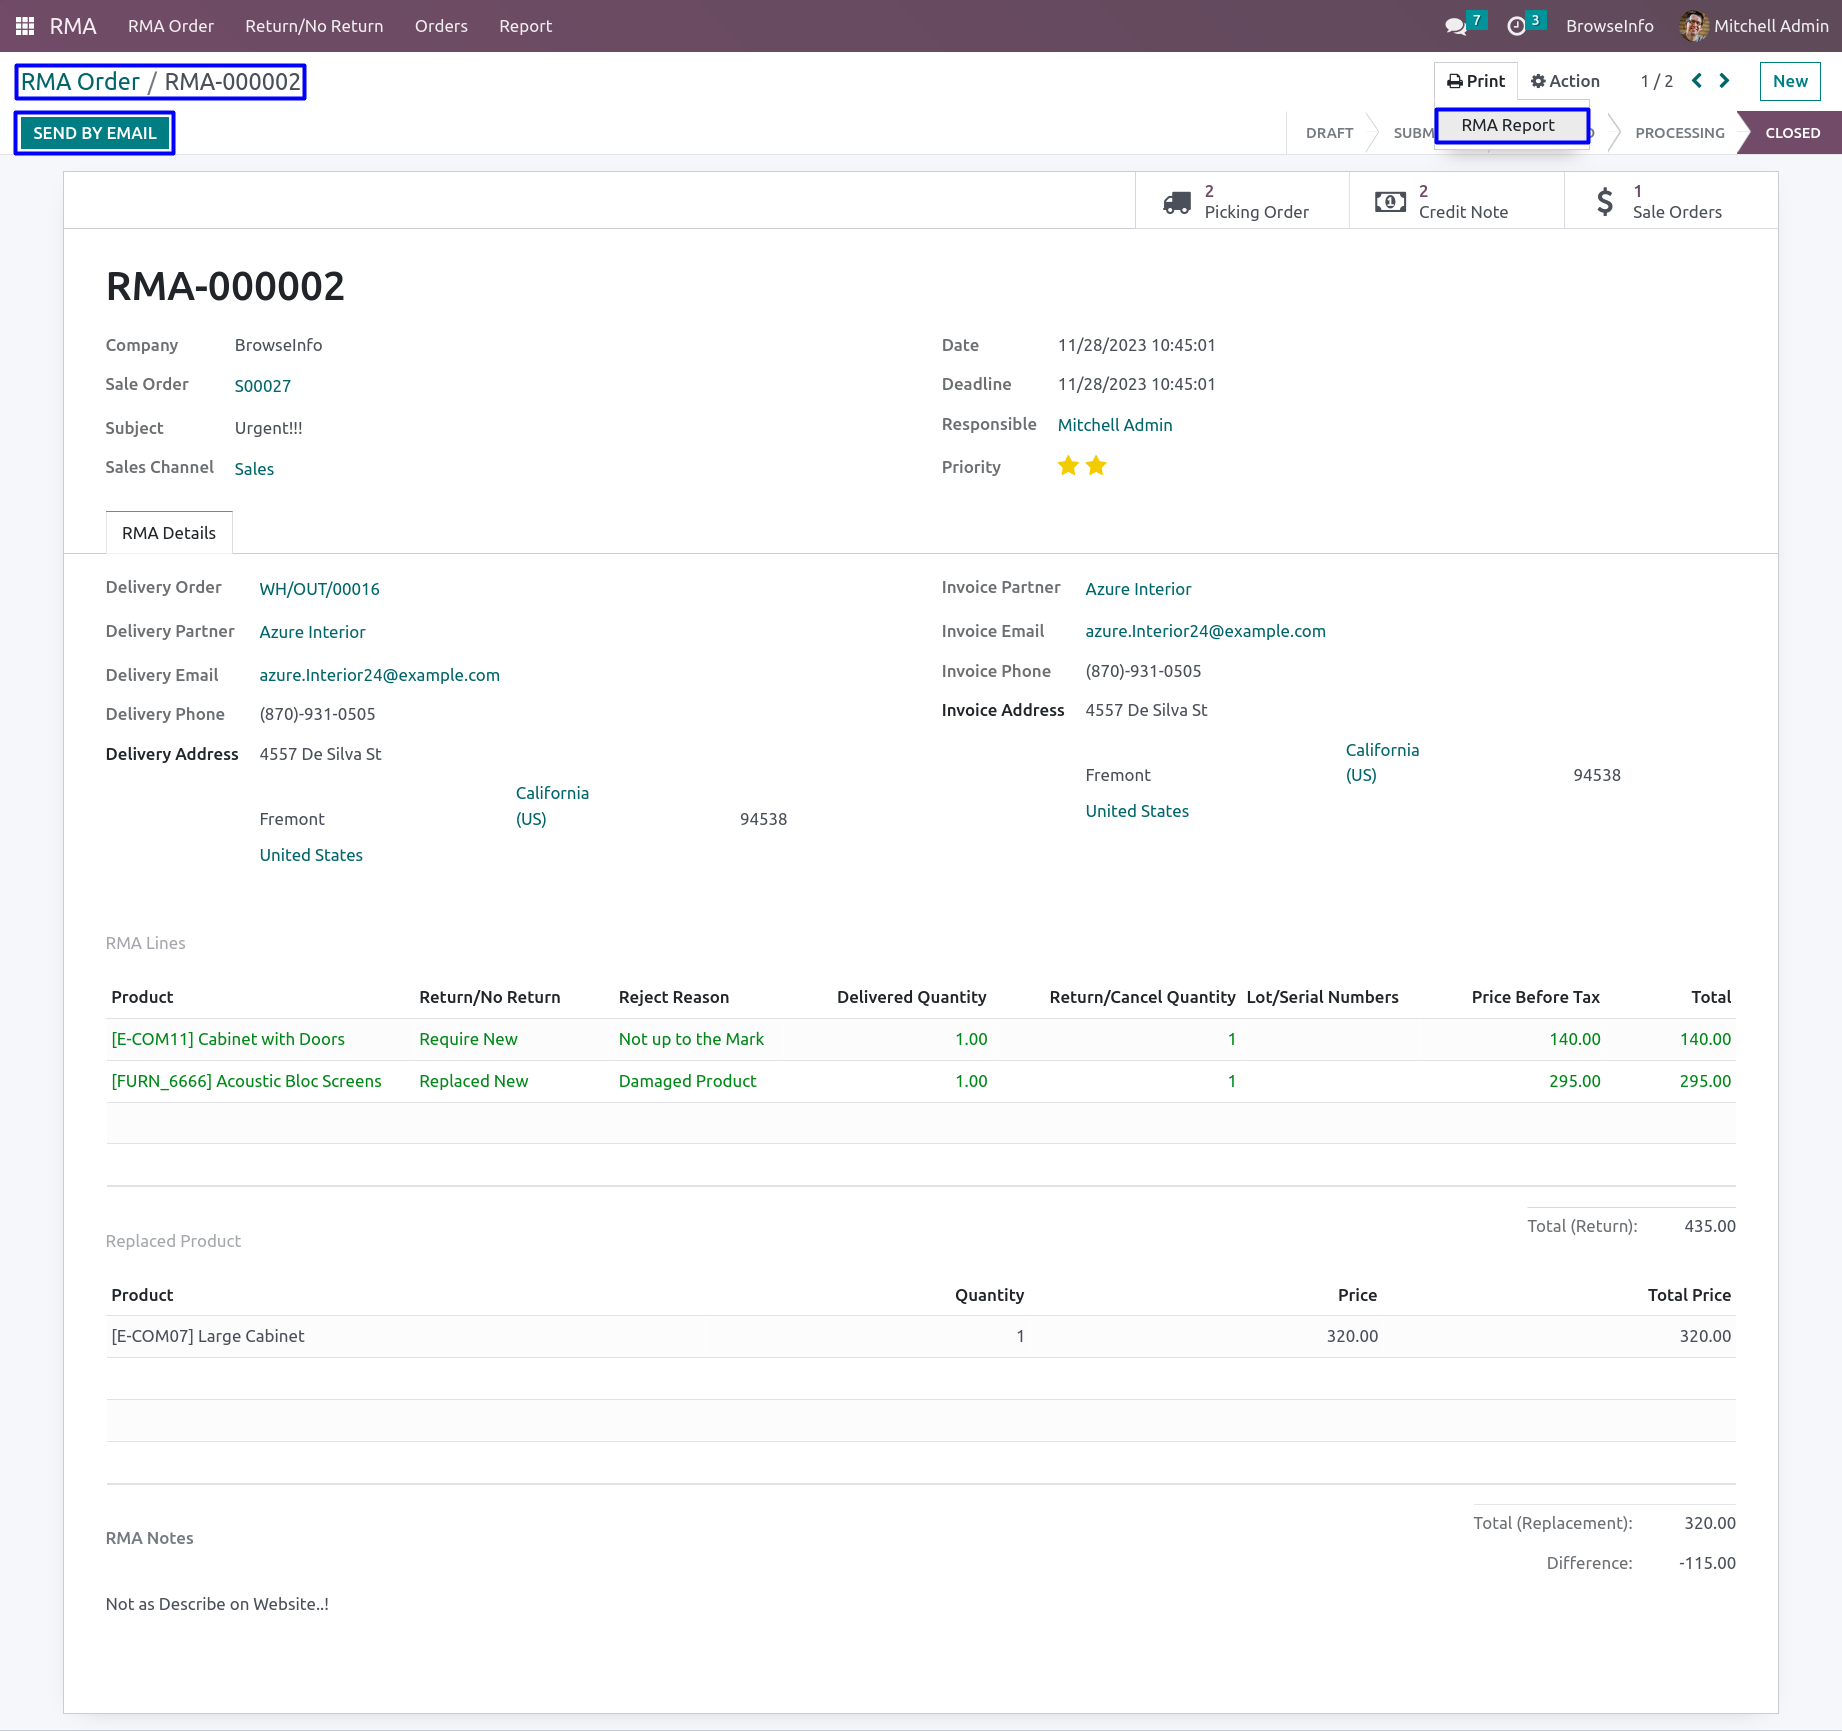 RMA RMA Order Return/No Return Orders Report 7 3 BrowseInfo Mitchell Admin
RMA Order / RMA-000002 Print Action 1 / 2 New
SEND BY EMAIL RMA Report DRAFT PROCESSING CLOSED
2 2 1
Picking Order Credit Note Sale Orders
RMA-000002
Company BrowseInfo Date 11/28/2023 10:45:01
Sale Order S00027 Deadline 11/28/2023 10:45:01
Subject Urgent!!! Responsible Mitchell Admin
Sales Channel Sales Priority
RMA Details
Delivery Order WH/OUT/00016 Invoice Partner Azure Interior
Delivery Partner Azure Interior Invoice Email azure.Interior24@example.com
Delivery Email azure.Interior24@example.com Invoice Phone (870)-931-0505
Delivery Phone (870)-931-0505 Invoice Address 4557 De Silva St
Delivery Address 4557 De Silva St California
Fremont (US) 94538
California United States
Fremont (US) 94538
United States
RMA Lines
Product Return/No Return Reject Reason Delivered Quantity Return/Cancel Quantity Lot/Serial Numbers Price Before Tax Total
[E-COM11] Cabinet with Doors Require New Not up to the Mark 1.00 1 140.00 140.00
[FURN_6666] Acoustic Bloc Screens Replaced New Damaged Product 1.00 1 295.00 295.00
Total (Return): 435.00
Replaced Product
Product Quantity Price Total Price
[E-COM07] Large Cabinet 1 320.00 320.00
Total (Replacement): 320.00
RMA Notes
Difference: -115.00
Not as Describe on Website..!